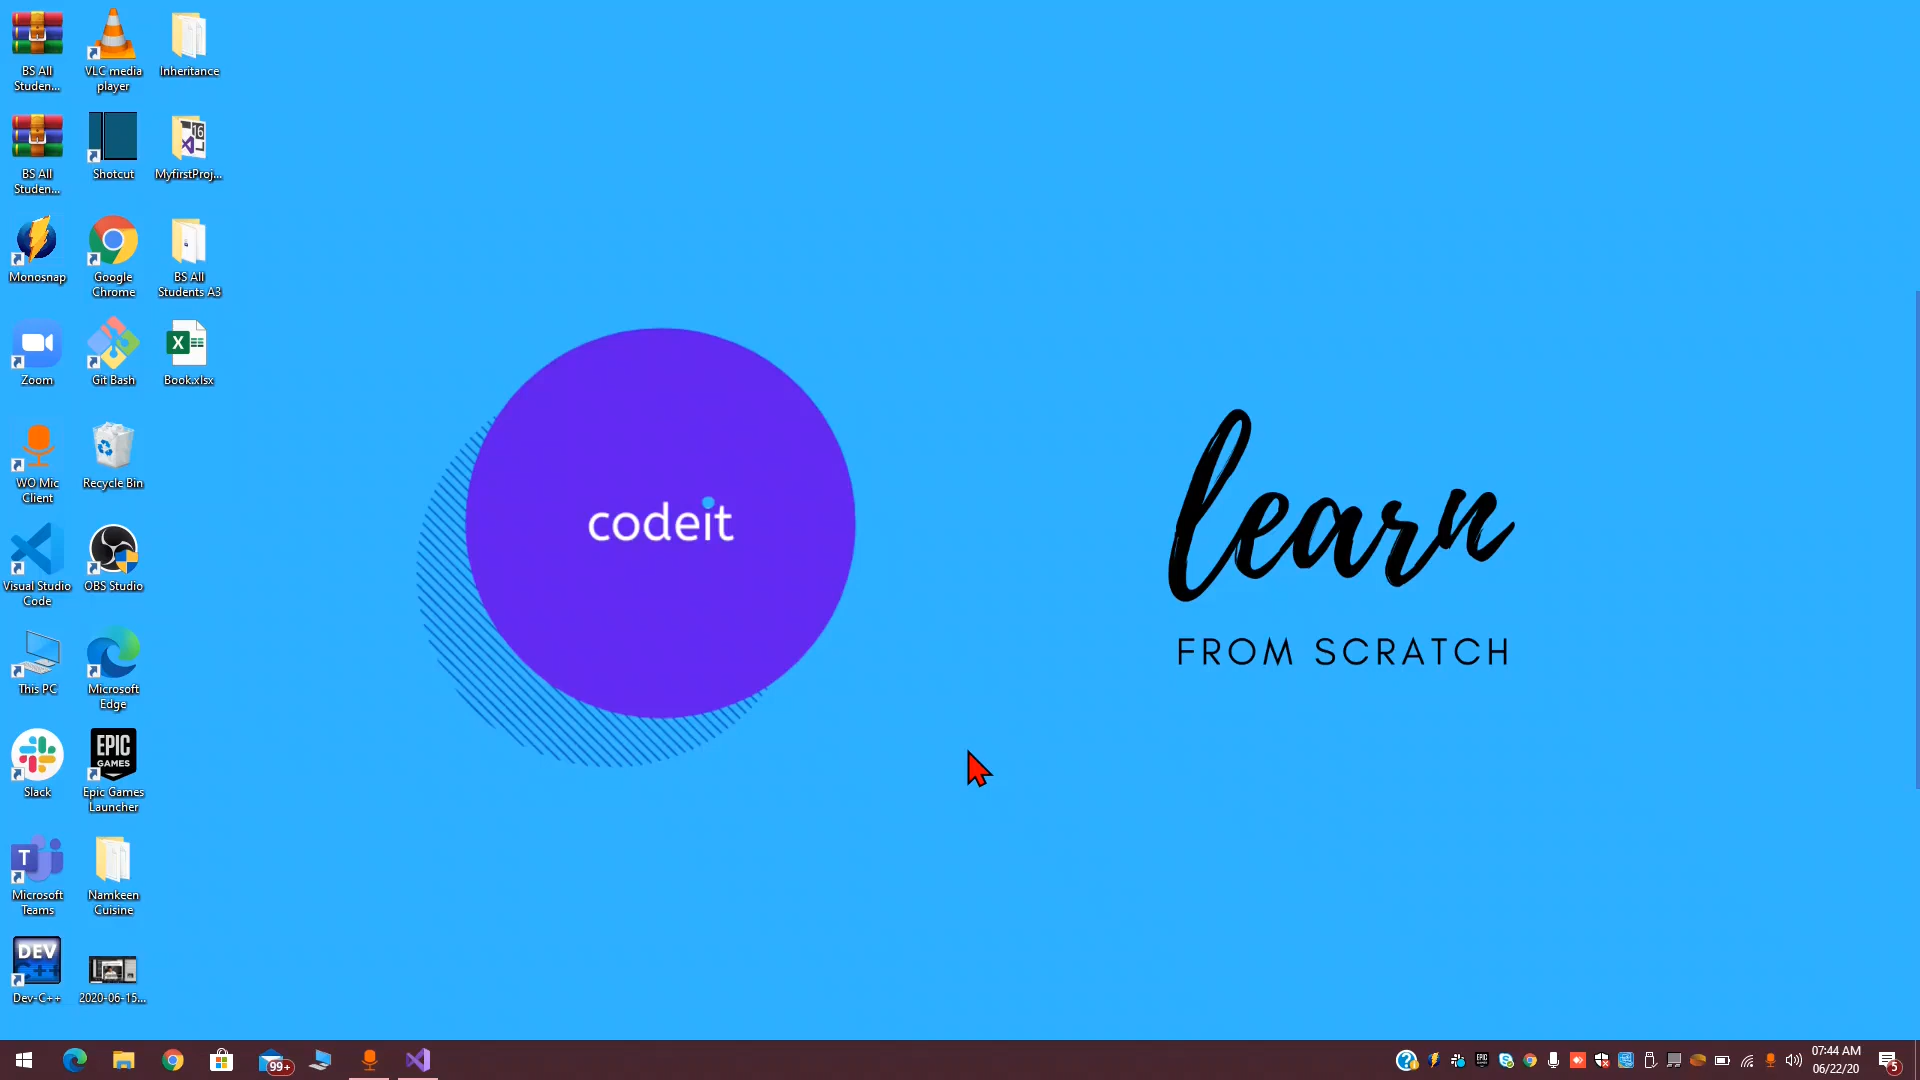 BS All
Studen...
VLC media
player
Inheritance
BS All
Studen...
Shotcut
16
MyfirstProj...
Monosnap
Google
Chrome
BS All
Students A3
Zoom
Git Bash
X
Book.xlsx
WO Mic
Client
Recycle Bin
Visual Studio
Code
OBS Studio
This PC
Microsoft
Edge
Slack
EPIC
GAMES
Epic Games
Launcher
T
Microsoft
Teams
Namkeen
Cuisine
DEV
C++
Dev-C++
2020-06-15...
codeit
learn
FROM SCRATCH
99+
EPIC
07:44 AM
06/22/20
5